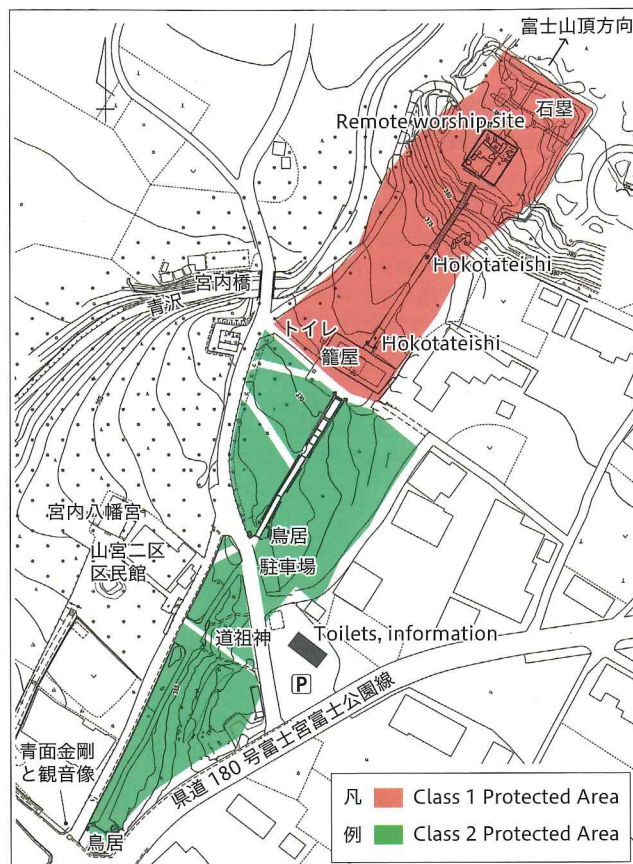 富士山頂方向
石塁
Remote worship site
Hokotateishi
宮内橋
青沢
トイレ
籠屋
Hokotateishi
宮内八幡宮
山宮二区
区民館
鳥居
駐車場
道祖神
Toilets, information
P
県道180号富士宮富士公園線
青面金剛
と観音像
鳥居
凡 Class 1 Protected Area
例 Class 2 Protected Area